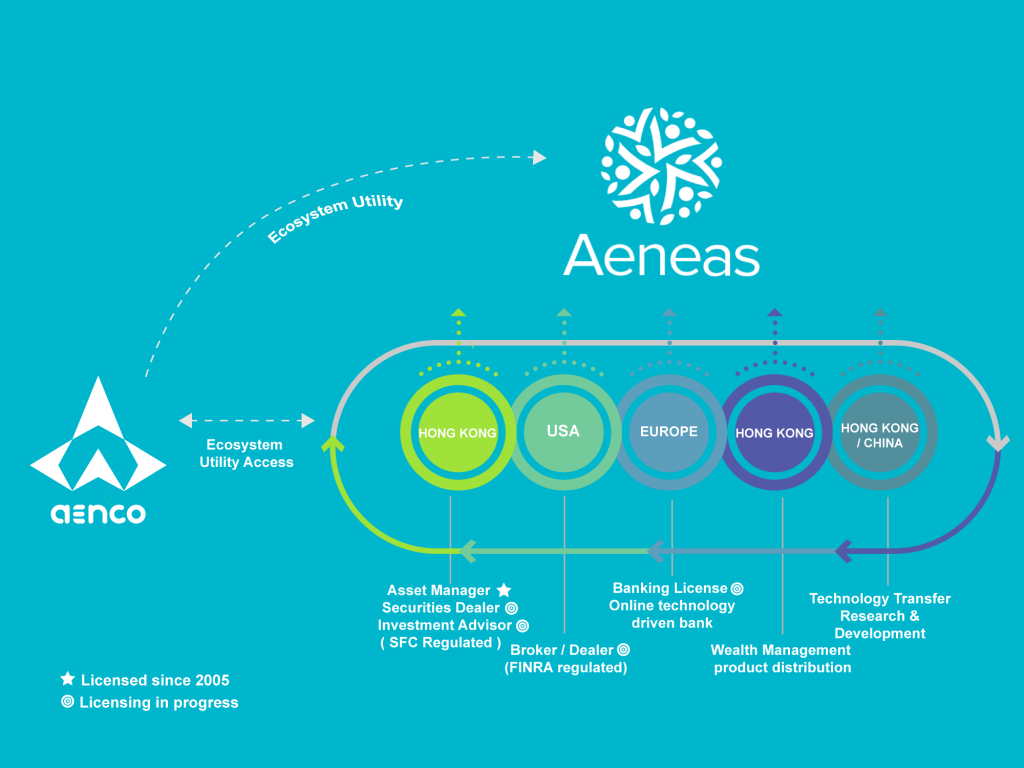 Ecosystem Utility
Aeneas
aenco
Ecosystem
Utility Access
HONG KONG
USA
EUROPE
HONG KONG
HONG KONG
/ CHINA
Asset Manager
Securities Dealer
Investment Advisor
( SFC Regulated )
Broker / Dealer
(FINRA regulated)
Banking License
Online technology
driven bank
Wealth Management
product distribution
Technology Transfer
Research &
Development
Licensed since 2005
Licensing in progress